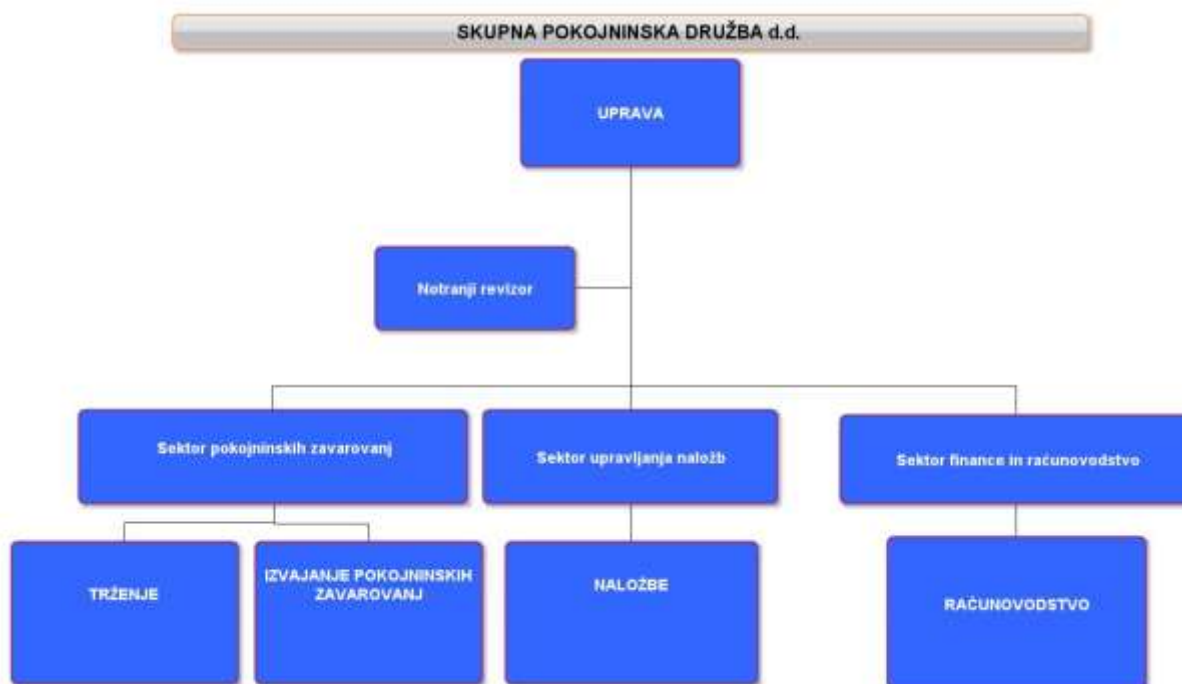 SKUPNA POKOJNINSKA DRUŽBA d.d.
UPRAVA
Notranji revizor
Sektor pokojninskih zavarovanj
Sektor upravljanja naložb
Sektor finance in računovodstvo
TRŽENJE
IZVAJANJE POKOJNINSKIH
ZAVAROVANJ
NALOŽBE
RAČUNOVODSTVO